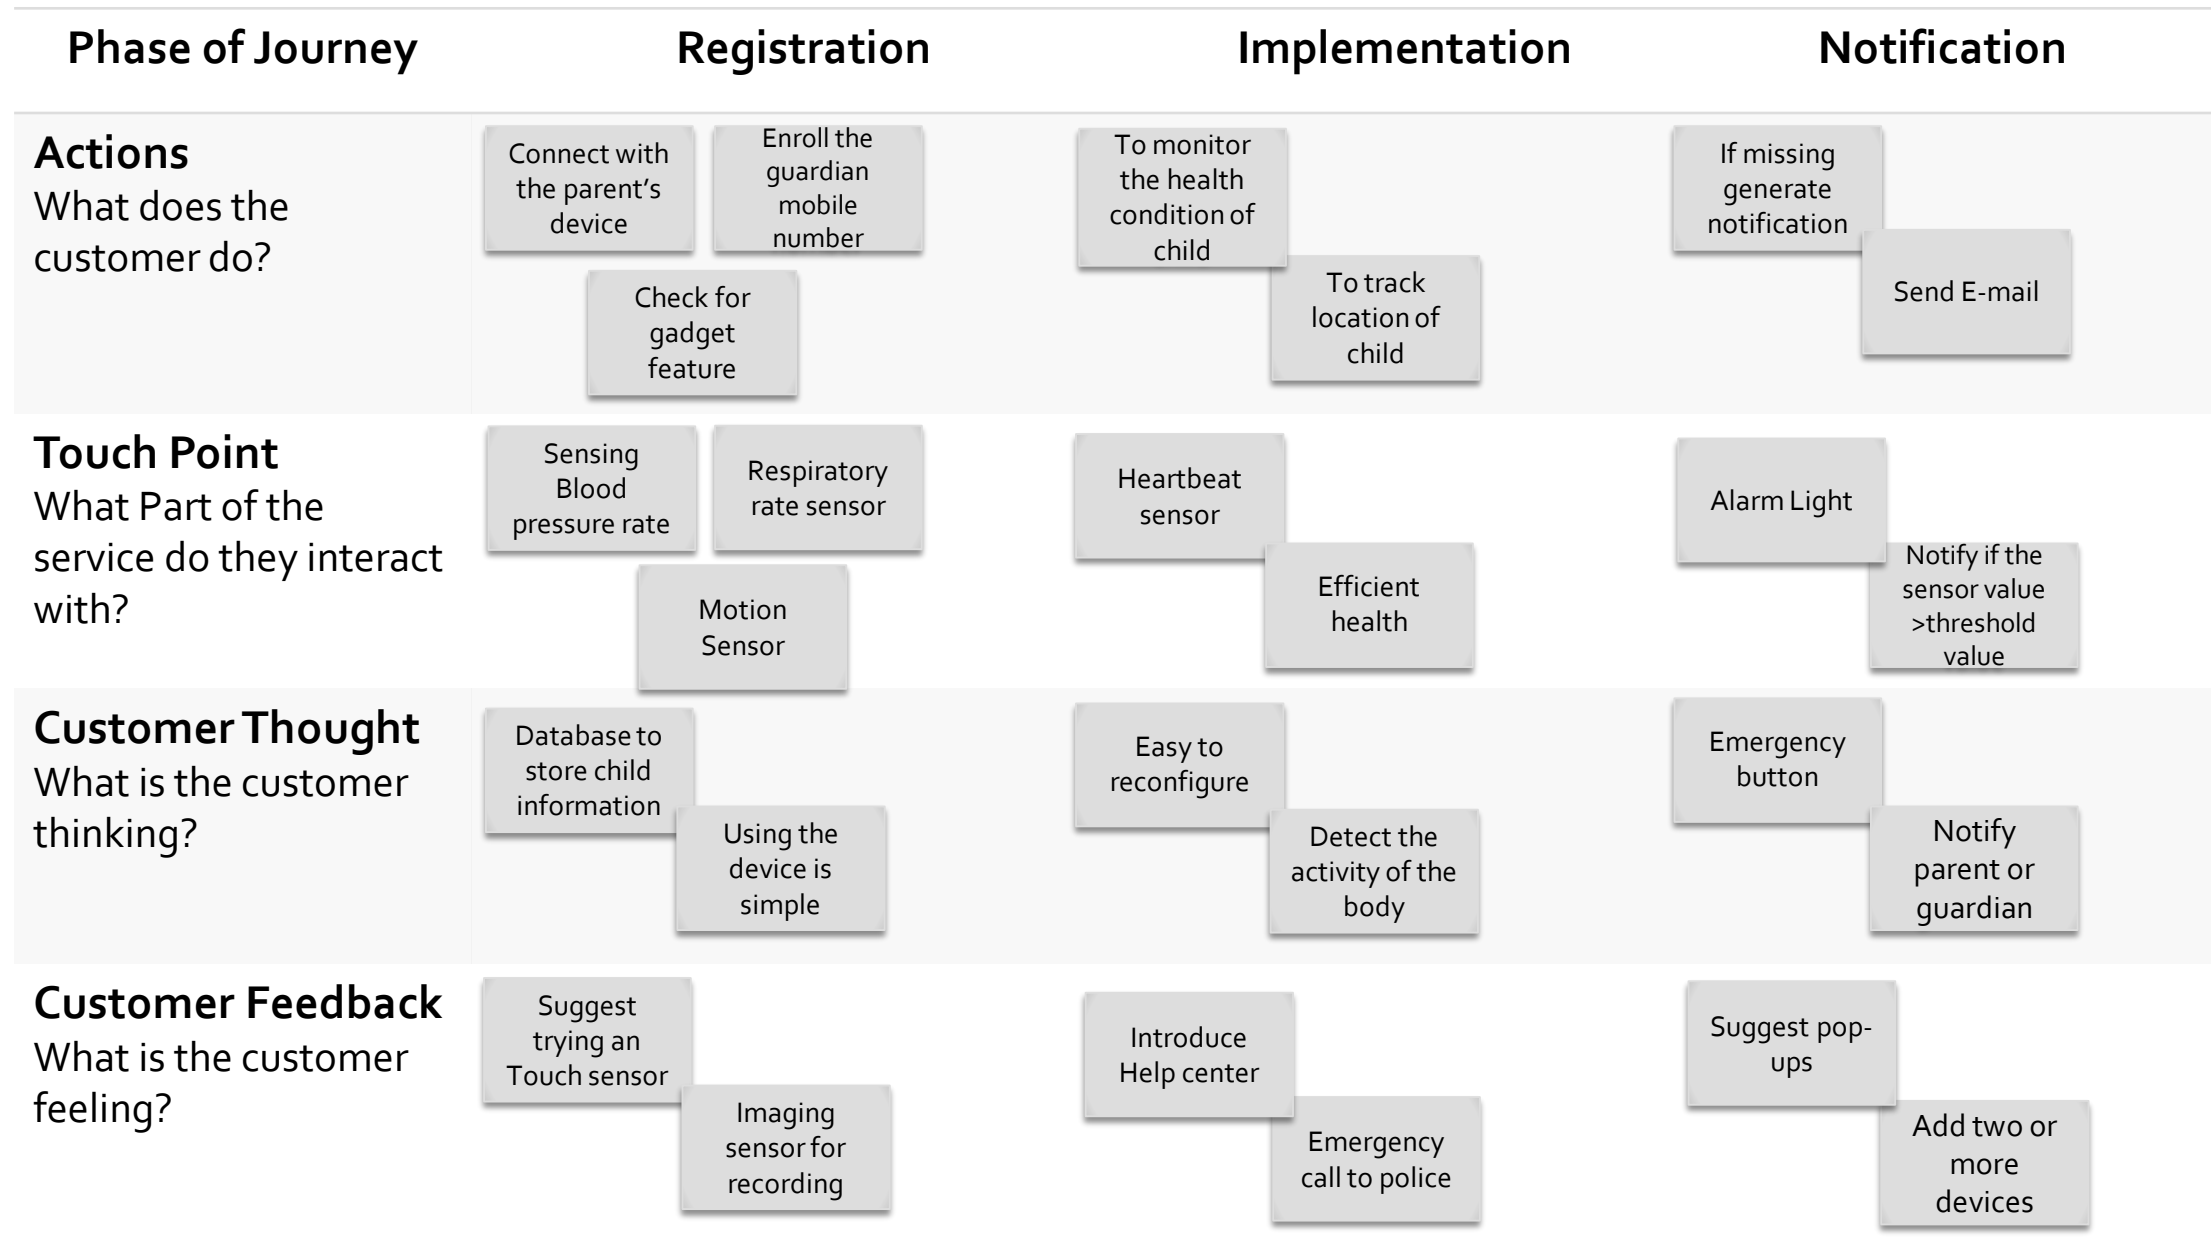 Phase of Journey
Registration
Implementation
Notification
Actions
What does the
customer do?
Connect with
the parent's
device
Enroll the
guardian
mobile
number
Check for
gadget
feature
To monitor
the health
condition of
child
To track
location of
child
If missing
generate
notification
Send E-mail
Touch Point
What Part of the
service do they interact
with?
Sensing
Blood
pressure rate
Respiratory
rate sensor
Motion
Sensor
Heartbeat
sensor
Efficient
health
Alarm Light
Notify if the
sensor value
>threshold
value
Customer Thought
What is the customer
thinking?
Database to
store child
information
Using the
device is
simple
Easy to
reconfigure
Detect the
activity of the
body
Emergency
button
Notify
parent or
guardian
Customer Feedback
What is the customer
feeling?
Suggest
trying an
Touch sensor
Imaging
sensor for
recording
Introduce
Help center
Emergency
call to police
Suggest pop-
ups
Add two or
more
devices